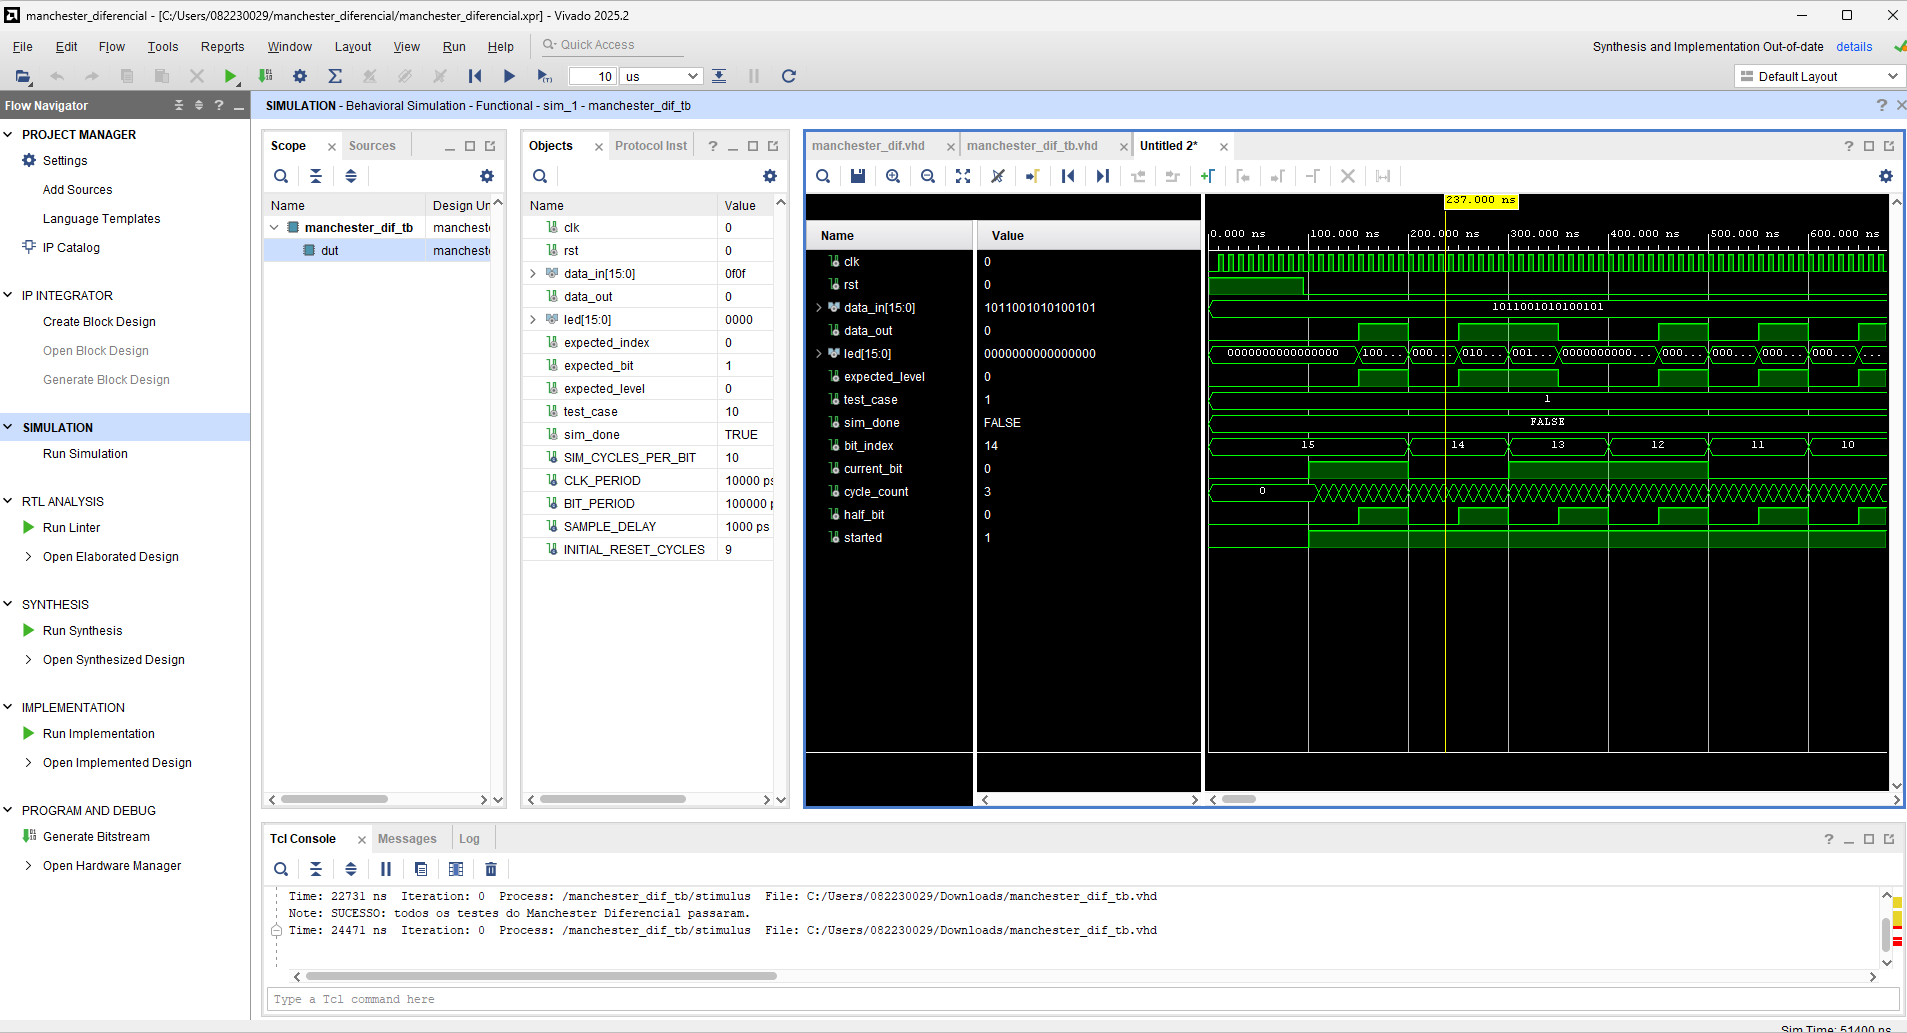 manchester_diferencial - [C:/Users/082230029/manchester_diferencial/manchester_diferencial.xpr] - Vivado 2025.2
File Edit Flow Tools Reports Window Layout View Run Help Quick Access
Synthesis and Implementation Out-of-date details
10 us
Default Layout
Flow Navigator
SIMULATION - Behavioral Simulation - Functional - sim_1 - manchester_dif_tb
PROJECT MANAGER
Settings
Add Sources
Language Templates
IP Catalog
IP INTEGRATOR
Create Block Design
Open Block Design
Generate Block Design
SIMULATION
Run Simulation
RTL ANALYSIS
Run Linter
Open Elaborated Design
SYNTHESIS
Run Synthesis
Open Synthesized Design
IMPLEMENTATION
Run Implementation
Open Implemented Design
PROGRAM AND DEBUG
Generate Bitstream
Open Hardware Manager
Scope Sources
Name Design Un
manchester_dif_tb manchest
dut manchest
Objects Protocol Inst
Name Value
clk 0
rst 0
data_in[15:0] 0f0f
data_out 0
led[15:0] 0000
expected_index 0
expected_bit 1
expected_level 0
test_case 10
sim_done TRUE
SIM_CYCLES_PER_BIT 10
CLK_PERIOD 10000 ps
BIT_PERIOD 100000 p
SAMPLE_DELAY 1000 ps
INITIAL_RESET_CYCLES 9
manchester_dif.vhd manchester_dif_tb.vhd Untitled 2*
237.000 ns
0.000 ns 100.000 ns 200.000 ns 300.000 ns 400.000 ns 500.000 ns 600.000 ns
Name Value
clk 0
rst 0
data_in[15:0] 1011001010100101 1011001010100101
data_out 0
led[15:0] 0000000000000000 0000000000000000 100... 000... 010... 001... 0000000000... 000... 000... 000... 000... ...
expected_level 0
test_case 1 1
sim_done FALSE FALSE
bit_index 14 15 14 13 12 11 10
current_bit 0
cycle_count 3 0
half_bit 0
started 1
Tcl Console Messages Log
Time: 22731 ns Iteration: 0 Process: /manchester_dif_tb/stimulus File: C:/Users/082230029/Downloads/manchester_dif_tb.vhd
Note: SUCESSO: todos os testes do Manchester Diferencial passaram.
Time: 24471 ns Iteration: 0 Process: /manchester_dif_tb/stimulus File: C:/Users/082230029/Downloads/manchester_dif_tb.vhd
Type a Tcl command here
Sim Time: 51400 ns